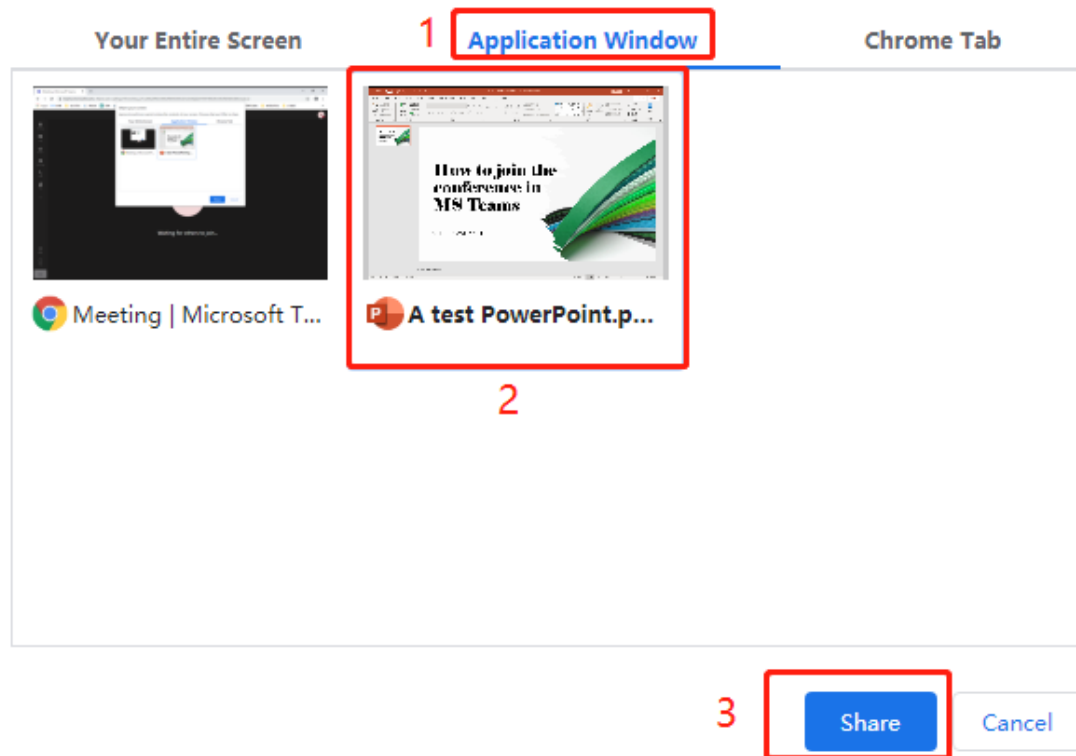 Your Entire Screen
1
Application Window
Chrome Tab
How to join the
conference in
MS Teams
Meeting | Microsoft T...
A test PowerPoint.p...
2
3
Share
Cancel